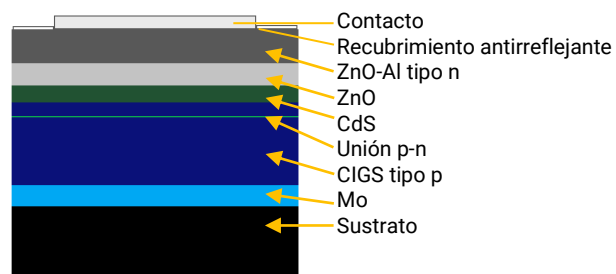 Contacto
Recubrimiento antirreflejante
ZnO-Al tipo n
ZnO
CdS
Unión p-n
CIGS tipo p
Mo
Sustrato